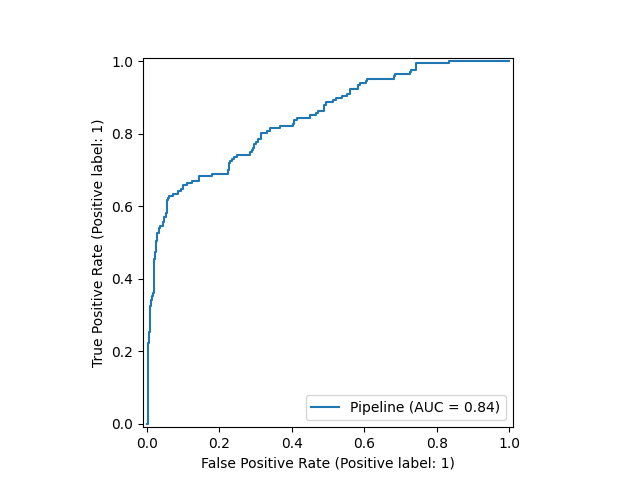 1.0
0.8
0.6
0.4
0.2
0.0
True Positive Rate (Positive label: 1)
Pipeline (AUC = 0.84)
0.0 0.2 0.4 0.6 0.8 1.0
False Positive Rate (Positive label: 1)